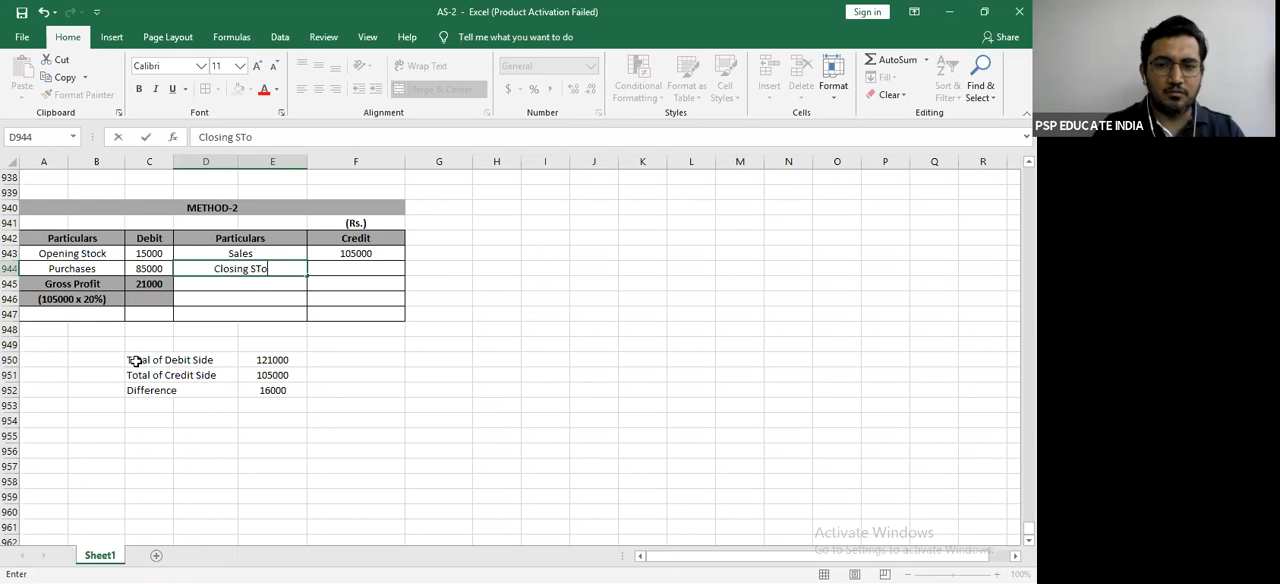 AS-2 - Excel (Product Activation Failed)
Sign in
File Home Insert Page Layout Formulas Data Review View Help Tell me what you want to do Share
Paste
Cut
Copy
Format Painter
Clipboard
Calibri 11
B I U
Font
Wrap Text
Merge & Center
Alignment
General
Number
Conditional Formatting
Format as Table
Cell Styles
Styles
Insert Delete Format
Cells
AutoSum
Fill
Clear
Sort & Filter
Find & Select
Editing
PSP EDUCATE INDIA
D944 fx Closing STo
A B C D E F G H I J K L M N O P Q R
938
939
940 METHOD-2
941 (Rs.)
942 Particulars Debit Particulars Credit
943 Opening Stock 15000 Sales 105000
944 Purchases 85000 Closing STo
945 Gross Profit 21000
946 (105000 x 20%)
947
948
949
950 Total of Debit Side 121000
951 Total of Credit Side 105000
952 Difference 16000
953
954
955
956
957
958
959
960
961
962
Activate Windows
Go to Settings to activate Windows.
Sheet1
Enter
100%